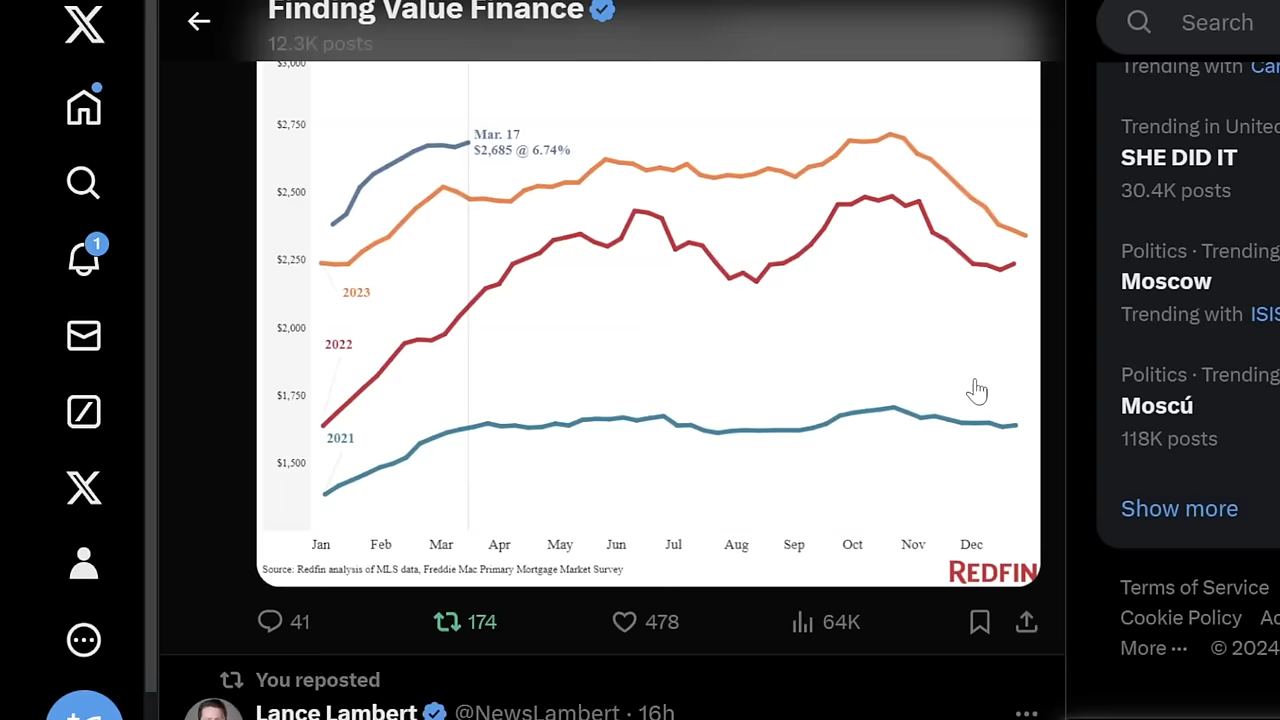 Finding Value Finance
12.3K posts
$3,000
$2,750
$2,500
$2,250
$2,000
$1,750
$1,500
Mar. 17
$2,685 @ 6.74%
2023
2022
2021
Jan Feb Mar Apr May Jun Jul Aug Sep Oct Nov Dec
Source: Redfin analysis of MLS data, Freddie Mac Primary Mortgage Market Survey
REDFIN
41 174 478 64K
You reposted
Lance Lambert @NewsLambert · 16h
1
Search
Trending with Car
Trending in United
SHE DID IT
30.4K posts
Politics · Trending
Moscow
Trending with ISIS
Politics · Trending
Moscú
118K posts
Show more
Terms of Service
Cookie Policy
More ··· © 2024